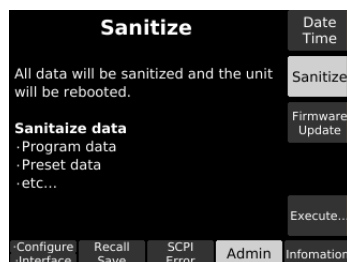 Sanitize
Date
Time
All data will be sanitized and the unit
will be rebooted.
Sanitize
Sanitaize data
·Program data
·Preset data
·etc...
Firmware
Update
Execute..
·Configure
·Interface
Recall
Save
SCPI
Error
Admin
Infomation